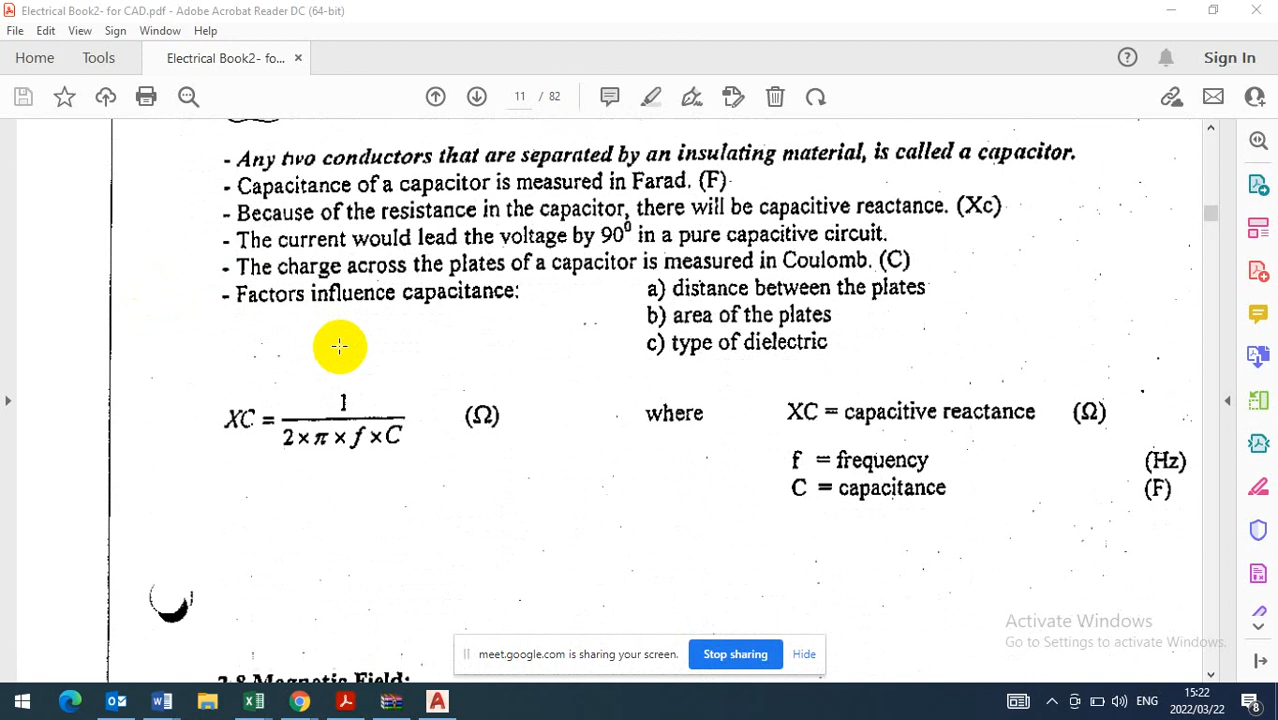 Electrical Book2- for CAD.pdf - Adobe Acrobat Reader DC (64-bit)
File Edit View Sign Window Help
Home Tools Electrical Book2- fo... × Sign In
11 / 82
- Any two conductors that are separated by an insulating material, is called a capacitor.
- Capacitance of a capacitor is measured in Farad. (F)
- Because of the resistance in the capacitor, there will be capacitive reactance. (Xc)
- The current would lead the voltage by 90⁰ in a pure capacitive circuit.
- The charge across the plates of a capacitor is measured in Coulomb. (C)
- Factors influence capacitance: a) distance between the plates
b) area of the plates
c) type of dielectric
XC = 1 / (2 × π × f × C) (Ω) where XC = capacitive reactance (Ω)
f = frequency (Hz)
C = capacitance (F)
Activate Windows
Go to Settings to activate Windows.
meet.google.com is sharing your screen. Stop sharing Hide
2.8 Magnetic Field:
ENG 15:22
2022/03/22 8